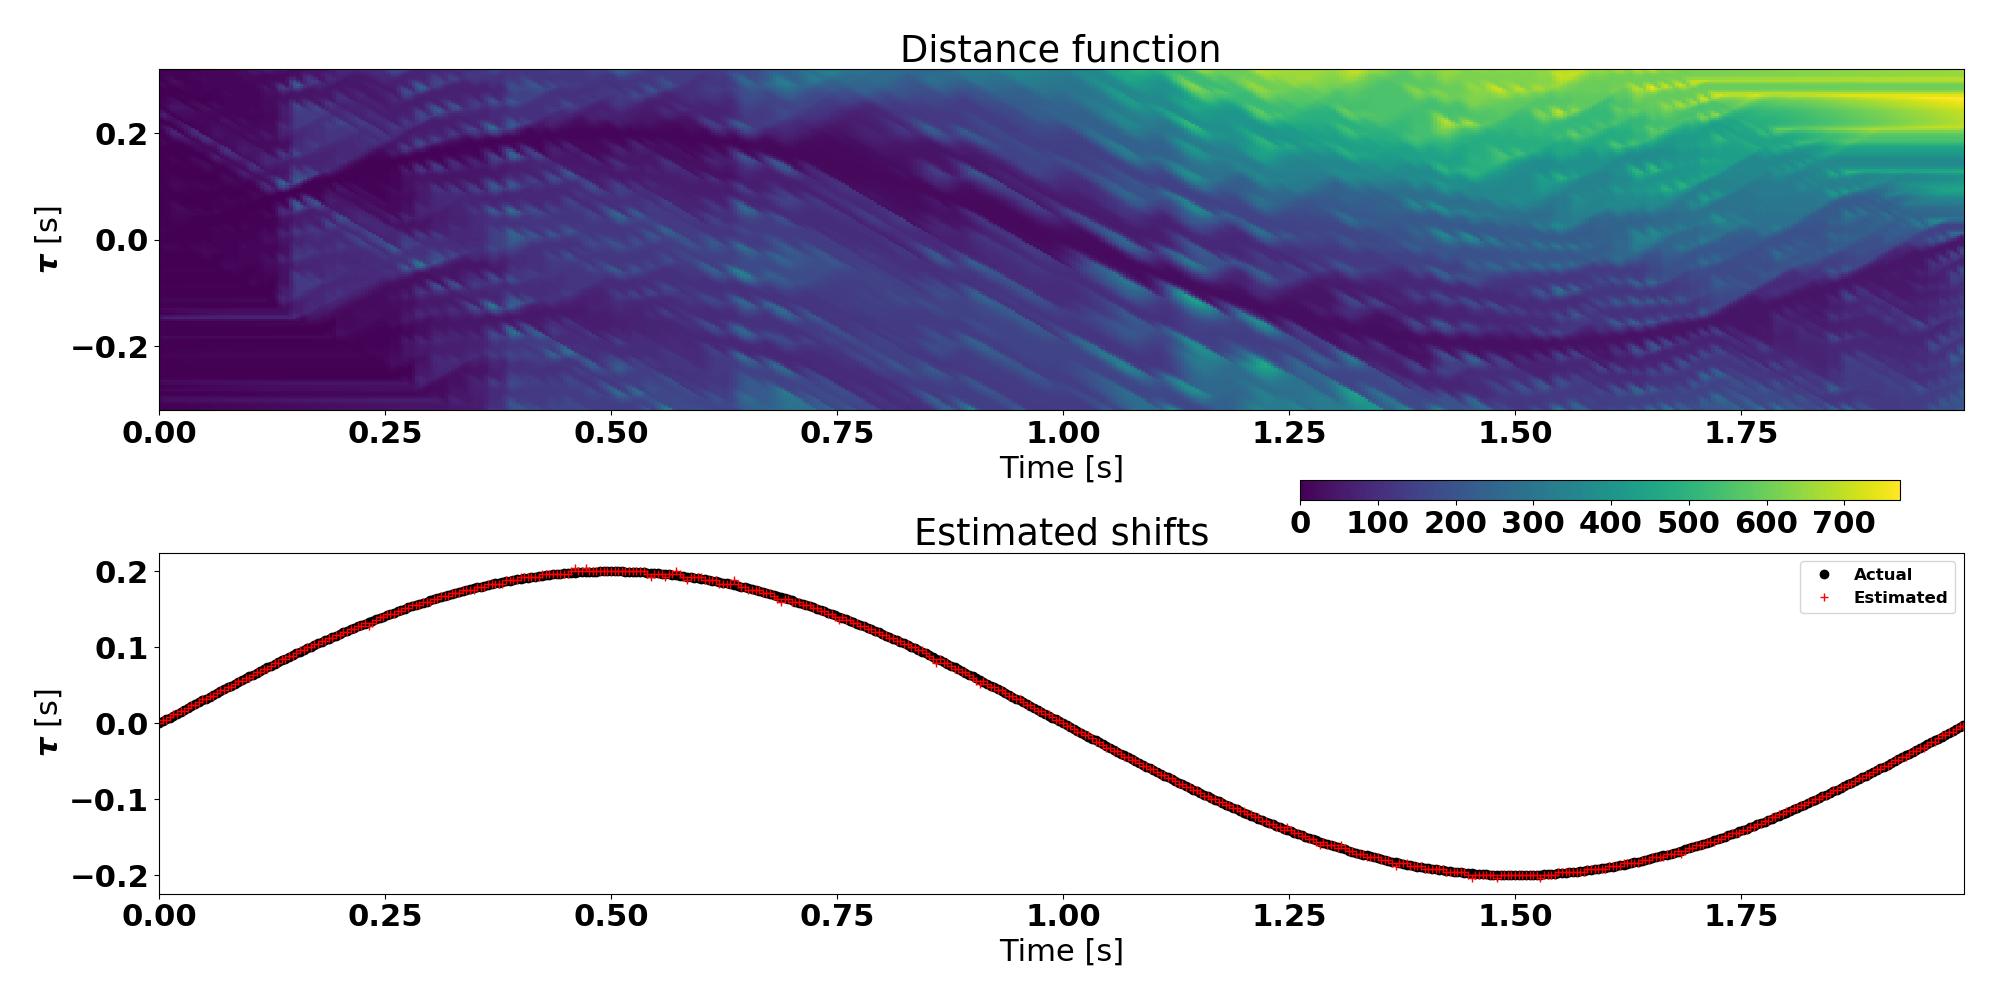 Distance function
0.2
0.0
−0.2
τ [s]
0.00 0.25 0.50 0.75 1.00 1.25 1.50 1.75
Time [s]
0 100 200 300 400 500 600 700
Estimated shifts
Actual
Estimated
0.2
0.1
0.0
−0.1
−0.2
τ [s]
0.00 0.25 0.50 0.75 1.00 1.25 1.50 1.75
Time [s]